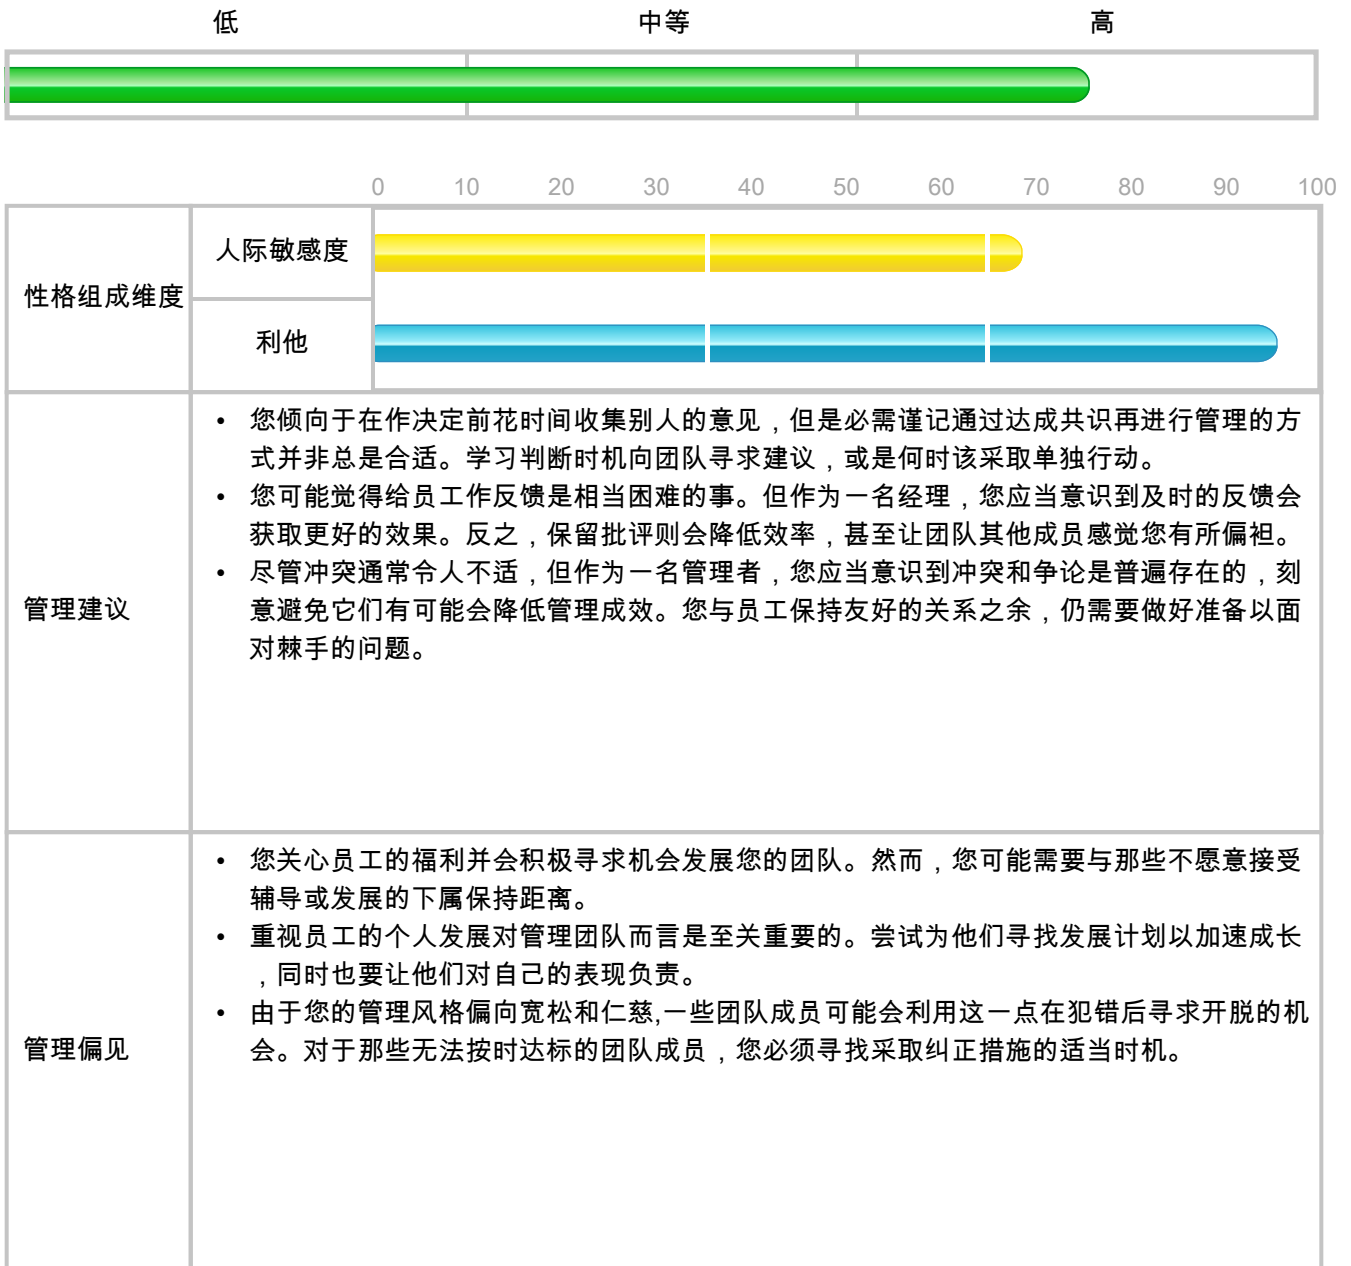 低 中等 高
0 10 20 30 40 50 60 70 80 90 100
性格组成维度
人际敏感度
利他
管理建议
• 您倾向于在作决定前花时间收集别人的意见，但是必需谨记通过达成共识再进行管理的方
式并非总是合适。学习判断时机向团队寻求建议，或是何时该采取单独行动。
• 您可能觉得给员工作反馈是相当困难的事。但作为一名经理，您应当意识到及时的反馈会
获取更好的效果。反之，保留批评则会降低效率，甚至让团队其他成员感觉您有所偏袒。
• 尽管冲突通常令人不适，但作为一名管理者，您应当意识到冲突和争论是普遍存在的，刻
意避免它们有可能会降低管理成效。您与员工保持友好的关系之余，仍需要做好准备以面
对棘手的问题。
管理偏见
• 您关心员工的福利并会积极寻求机会发展您的团队。然而，您可能需要与那些不愿意接受
辅导或发展的下属保持距离。
• 重视员工的个人发展对管理团队而言是至关重要的。尝试为他们寻找发展计划以加速成长
，同时也要让他们对自己的表现负责。
• 由于您的管理风格偏向宽松和仁慈,一些团队成员可能会利用这一点在犯错后寻求开脱的机
会。对于那些无法按时达标的团队成员，您必须寻找采取纠正措施的适当时机。